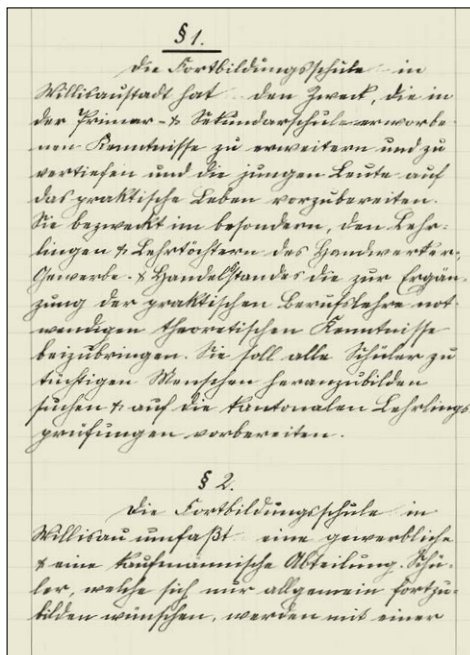 § 1.
Die Fortbildungsschule in
Willisaustadt hat den Zweck, die in
der Primar- & Sekundarschule erworbe-
nen Kenntnisse zu erweitern und zu
vertiefen und die jungen Leute auf
das praktische Leben vorzubereiten.
Sie bezweckt im besondern, den Lehr-
lingen & Lehrtöchtern des Handwerker-
Gewerbe- & Handelstandes die zur Ergän-
zung der praktischen Berufslehre not-
wendigen theoretischen Kenntnisse
beizubringen. Sie soll alle Schüler zu
tüchtigen Menschen heranzubilden
suchen & auf die kantonalen Lehrlings-
prüfungen vorbereiten.
§ 2.
Die Fortbildungsschule in
Willisau umfaßt eine gewerbliche
& eine kaufmännische Abteilung. Schü-
ler, welche sich nur allgemein fortzu-
bilden wünschen, werden mit einer